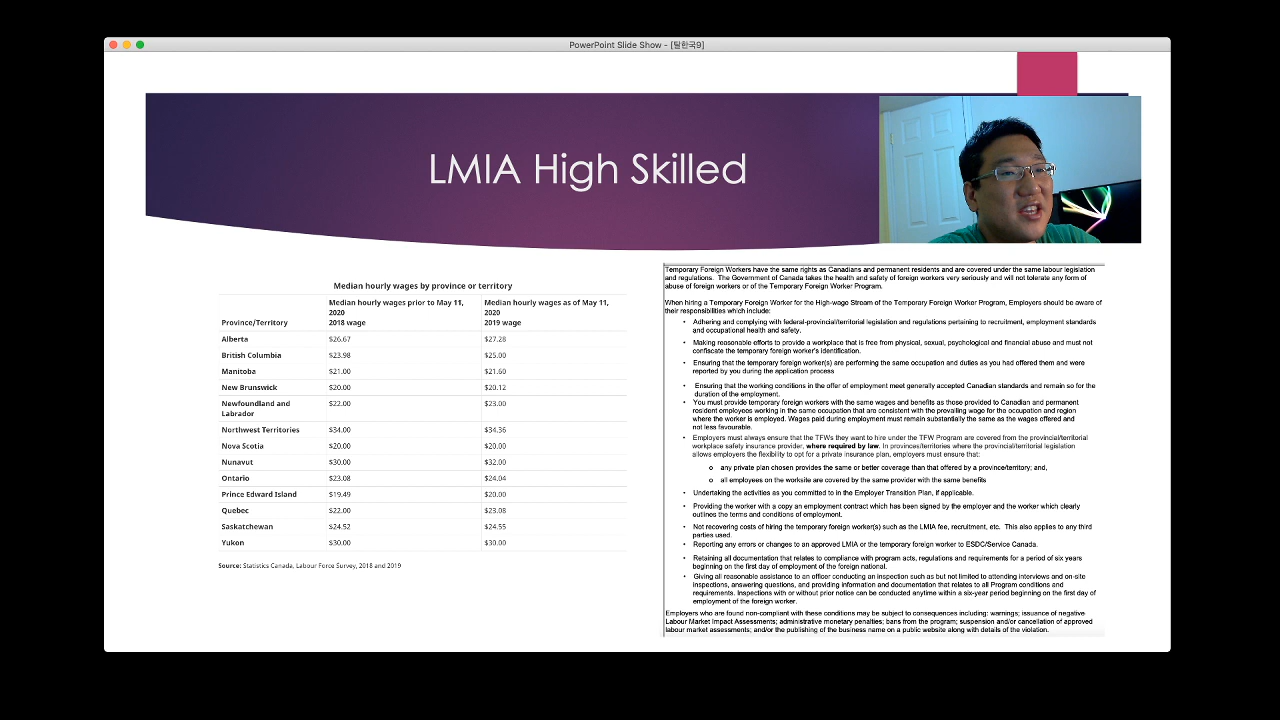 PowerPoint Slide Show - [탈한국9]
LMIA High Skilled
Median hourly wages by province or territory
Province/Territory Median hourly wages prior to May 11, 2020 2018 wage Median hourly wages as of May 11, 2020 2019 wage
Alberta $26.67 $27.28
British Columbia $23.98 $25.00
Manitoba $21.00 $21.60
New Brunswick $20.00 $20.12
Newfoundland and Labrador $22.00 $23.00
Northwest Territories $34.00 $34.36
Nova Scotia $20.00 $20.00
Nunavut $30.00 $32.00
Ontario $23.08 $24.04
Prince Edward Island $19.49 $20.00
Quebec $22.00 $23.08
Saskatchewan $24.52 $24.55
Yukon $30.00 $30.00
Source: Statistics Canada, Labour Force Survey, 2018 and 2019
Temporary Foreign Workers have the same rights as Canadians and permanent residents and are covered under the same labour legislation
and regulations. The Government of Canada takes the health and safety of foreign workers very seriously and will not tolerate any form of
abuse of foreign workers or of the Temporary Foreign Worker Program.
When hiring a Temporary Foreign Worker for the High-wage Stream of the Temporary Foreign Worker Program, Employers should be aware of
their responsibilities which include:
• Adhering and complying with federal-provincial/territorial legislation and regulations pertaining to recruitment, employment standards
and occupational health and safety.
• Making reasonable efforts to provide a workplace that is free from physical, sexual, psychological and financial abuse and must not
confiscate the temporary foreign worker's identification.
• Ensuring that the temporary foreign worker(s) are performing the same occupation and duties as you had offered them and were
reported by you during the application process
• Ensuring that the working conditions in the offer of employment meet generally accepted Canadian standards and remain so for the
duration of the employment.
• You must provide temporary foreign workers with the same wages and benefits as those provided to Canadian and permanent
resident employees working in the same occupation that are consistent with the prevailing wage for the occupation and region
where the worker is employed. Wages paid during employment must remain substantially the same as the wages offered and
not less favourable.
• Employers must always ensure that the TFWs they want to hire under the TFW Program are covered from the provincial/territorial
workplace safety insurance provider, where required by law. In provinces/territories where the provincial/territorial legislation
allows employers the flexibility to opt for a private insurance plan, employers must ensure that:
o any private plan chosen provides the same or better coverage than that offered by a province/territory; and,
o all employees on the worksite are covered by the same provider with the same benefits
• Undertaking the activities as you committed to in the Employer Transition Plan, if applicable.
• Providing the worker with a copy an employment contract which has been signed by the employer and the worker which clearly
outlines the terms and conditions of employment.
• Not recovering costs of hiring the temporary foreign worker(s) such as the LMIA fee, recruitment, etc. This also applies to any third
parties used.
• Reporting any errors or changes to an approved LMIA or the temporary foreign worker to ESDC/Service Canada.
• Retaining all documentation that relates to compliance with program acts, regulations and requirements for a period of six years
beginning on the first day of employment of the foreign national.
• Giving all reasonable assistance to an officer conducting an inspection such as but not limited to attending interviews and on-site
inspections, answering questions, and providing information and documentation that relates to all Program conditions and
requirements. Inspections with or without prior notice can be conducted anytime within a six-year period beginning on the first day of
employment of the foreign worker.
Employers who are found non-compliant with these conditions may be subject to consequences including: warnings; issuance of negative
Labour Market Impact Assessments; administrative monetary penalties; bans from the program; suspension and/or cancellation of approved
labour market assessments; and/or the publishing of the business name on a public website along with details of the violation.